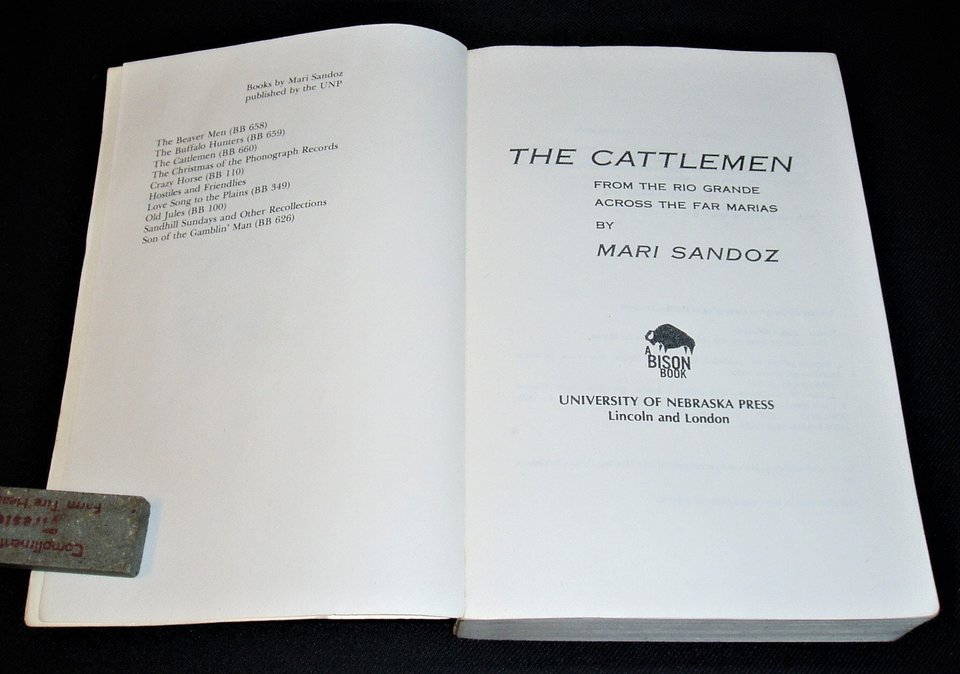 Books by Mari Sandoz
published by the UNP
The Beaver Men (BB 658)
The Buffalo Hunters (BB 659)
The Cattlemen (BB 660)
The Christmas of the Phonograph Records
Crazy Horse (BB 110)
Hostiles and Friendlies
Love Song to the Plains (BB 349)
Old Jules (BB 100)
Sandhill Sundays and Other Recollections
Son of the Gamblin' Man (BB 626)
THE CATTLEMEN
FROM THE RIO GRANDE
ACROSS THE FAR MARIAS
BY
MARI SANDOZ
A
BISON
BOOK
UNIVERSITY OF NEBRASKA PRESS
Lincoln and London
Farm Tire